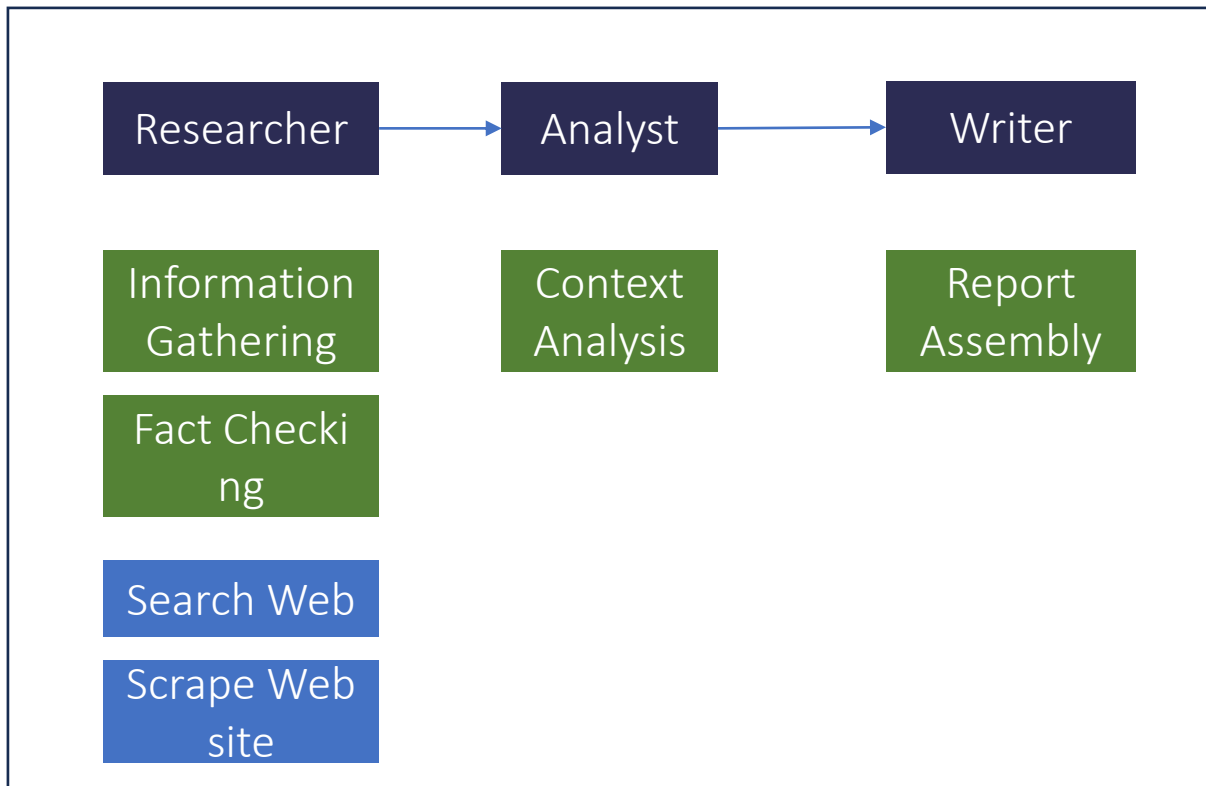 Researcher
Analyst
Writer
Information
Gathering
Context
Analysis
Report
Assembly
Fact Checki
ng
Search Web
Scrape Web
site